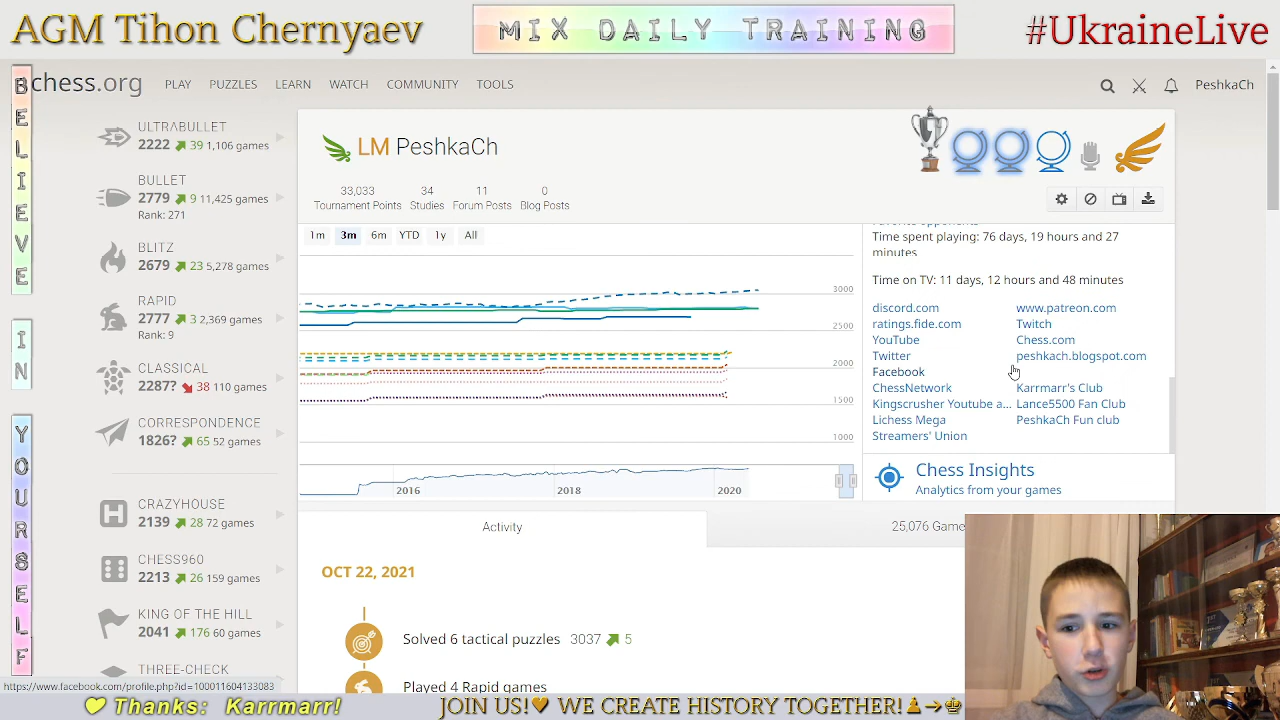 AGM Tihon Chernyaev
MIX DAILY TRAINING
#UkraineLive
BELIEVE
IN
YOURSELF
chess.org
PLAY PUZZLES LEARN WATCH COMMUNITY TOOLS
PeshkaCh
ULTRABULLET
2222 39 1,106 games
BULLET
2779 9 11,425 games
Rank: 271
BLITZ
2679 23 5,278 games
RAPID
2777 3 2,369 games
Rank: 9
CLASSICAL
2287? 38 110 games
CORRESPONDENCE
1826? 65 52 games
CRAZYHOUSE
2139 28 72 games
CHESS960
2213 26 159 games
KING OF THE HILL
2041 176 60 games
THREE-CHECK
LM PeshkaCh
33,033 34 11 0
Tournament Points Studies Forum Posts Blog Posts
1m 3m 6m YTD 1y All
3000
2500
2000
1500
1000
2016 2018 2020
Favorite opponents
Time spent playing: 76 days, 19 hours and 27
minutes
Time on TV: 11 days, 12 hours and 48 minutes
discord.com www.patreon.com
ratings.fide.com Twitch
YouTube Chess.com
Twitter peshkach.blogspot.com
Facebook
ChessNetwork Karrmarr's Club
Kingscrusher Youtube a... Lance5500 Fan Club
Lichess Mega PeshkaCh Fun club
Streamers' Union
Chess Insights
Analytics from your games
Activity 25,076 Game
OCT 22, 2021
Solved 6 tactical puzzles 3037 5
Played 4 Rapid games
https://www.facebook.com/profile.php?id=100011604133083
Thanks: Karrmarr!
JOIN US!♥ WE CREATE HISTORY TOGETHER!♟→♚